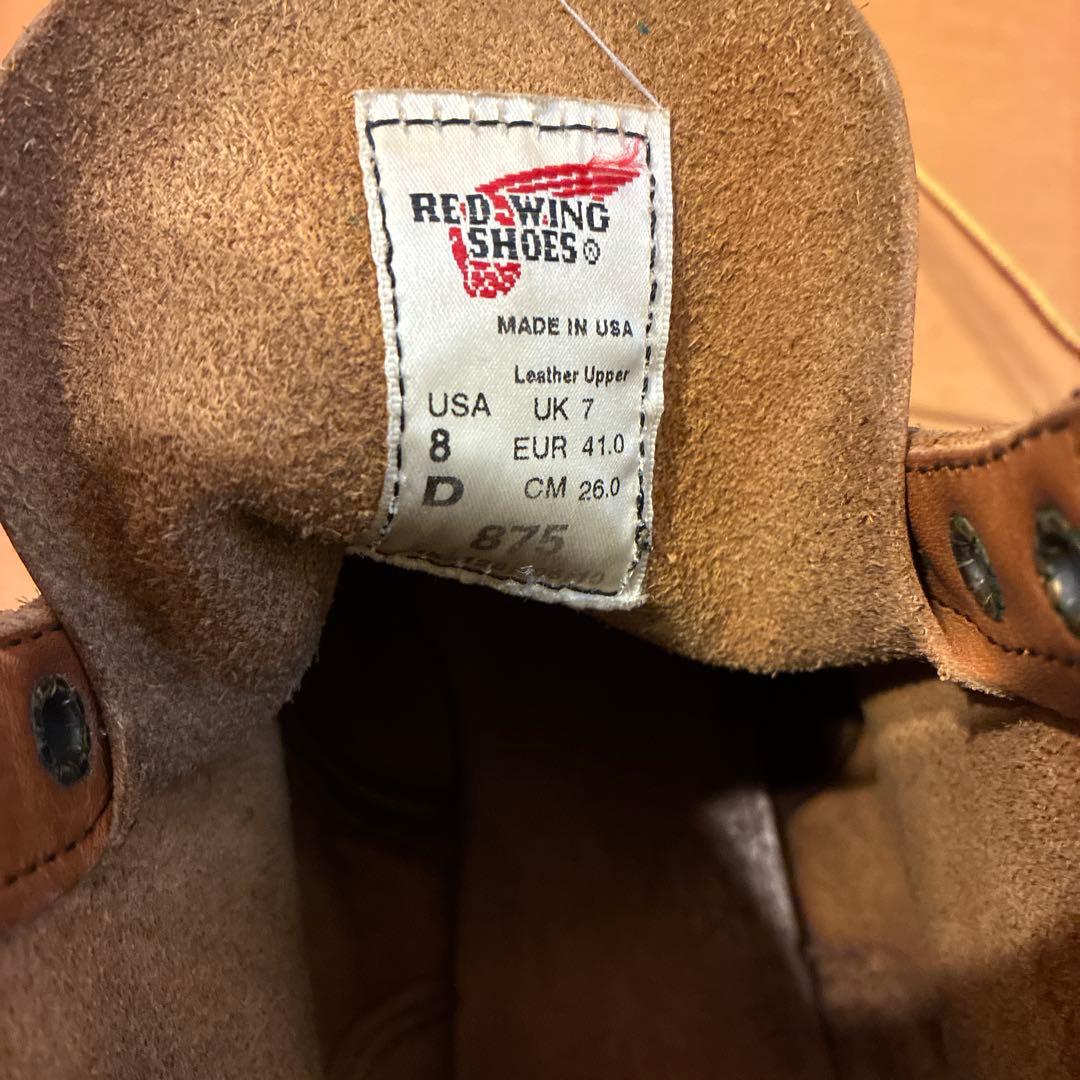 RED WING
SHOES®
MADE IN USA
Leather Upper
USA UK 7
8 EUR 41.0
D CM 26.0
875